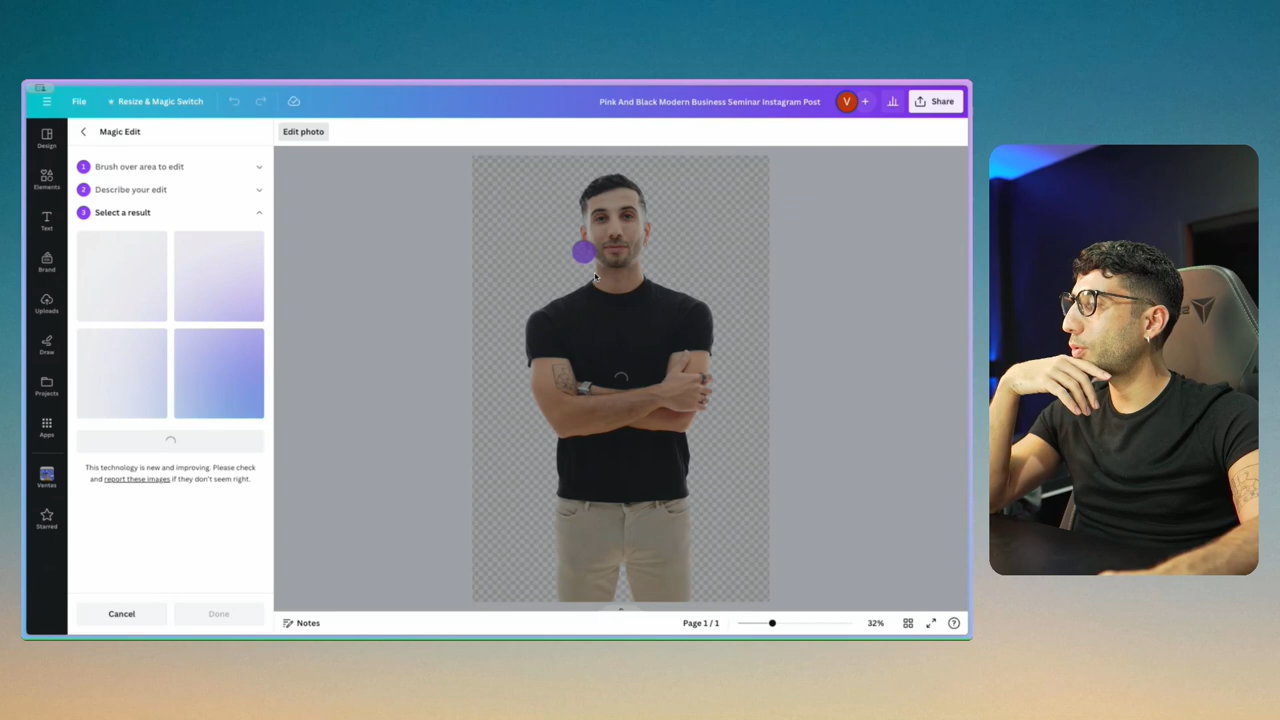 File
Resize & Magic Switch
Pink And Black Modern Business Seminar Instagram Post
V
+
Share
Design
Elements
Text
Brand
Uploads
Draw
Projects
Apps
Ventes
Starred
Magic Edit
1 Brush over area to edit
2 Describe your edit
3 Select a result
This technology is new and improving. Please check
and report these images if they don't seem right.
Cancel
Done
Edit photo
Notes
Page 1 / 1
32%